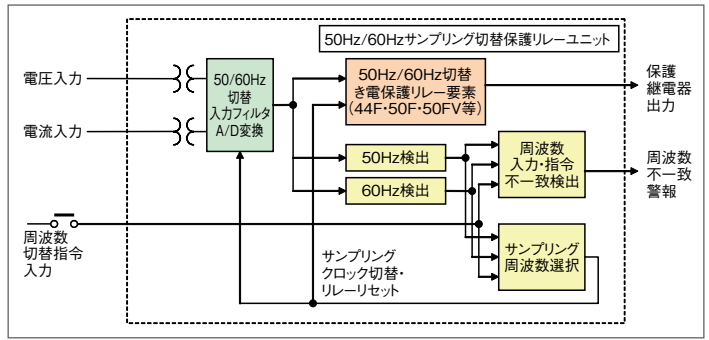 50Hz/60Hzサンプリング切替保護リレーユニット
電圧入力
電流入力
50/60Hz
切替
入力フィルタ
A/D変換
50Hz/60Hz切替
き電保護リレー要素
(44F・50F・50FV等)
保護
継電器
出力
50Hz検出
60Hz検出
周波数
入力・指令
不一致検出
周波数
不一致
警報
周波数
切替指令
入力
サンプリング
クロック切替・
リレーリセット
サンプリング
周波数選択